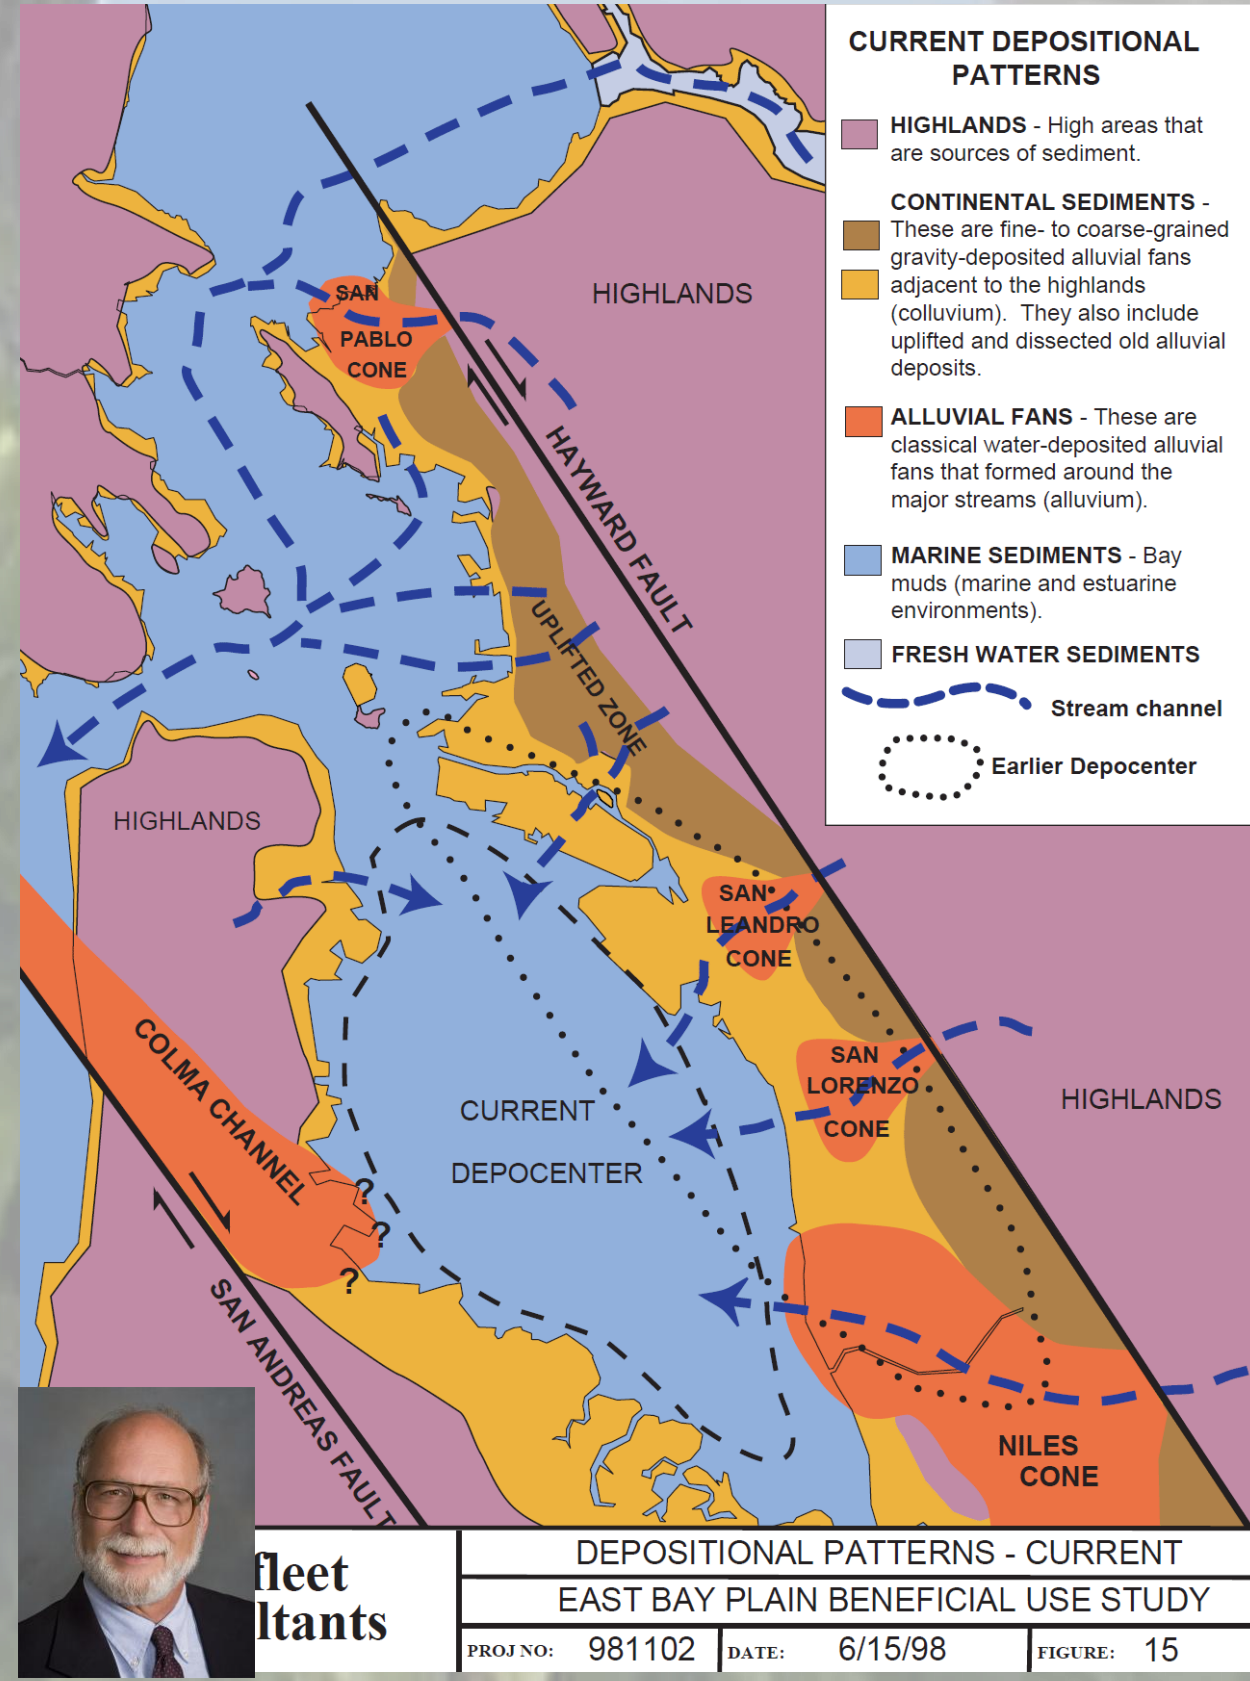 CURRENT DEPOSITIONAL
PATTERNS
HIGHLANDS - High areas that
are sources of sediment.
CONTINENTAL SEDIMENTS -
These are fine- to coarse-grained
gravity-deposited alluvial fans
adjacent to the highlands
(colluvium). They also include
uplifted and dissected old alluvial
deposits.
ALLUVIAL FANS - These are
classical water-deposited alluvial
fans that formed around the
major streams (alluvium).
MARINE SEDIMENTS - Bay
muds (marine and estuarine
environments).
FRESH WATER SEDIMENTS
Stream channel
Earlier Depocenter
SAN
PABLO
CONE
HIGHLANDS
HAYWARD FAULT
UPLIFTED ZONE
HIGHLANDS
SAN
LEANDRO
CONE
COLMA CHANNEL
SAN
LORENZO
CONE
HIGHLANDS
CURRENT
DEPOCENTER
?
?
?
SAN ANDREAS FAULT
NILES
CONE
fleet
ltants
DEPOSITIONAL PATTERNS - CURRENT
EAST BAY PLAIN BENEFICIAL USE STUDY
PROJ NO: 981102 DATE: 6/15/98 FIGURE: 15